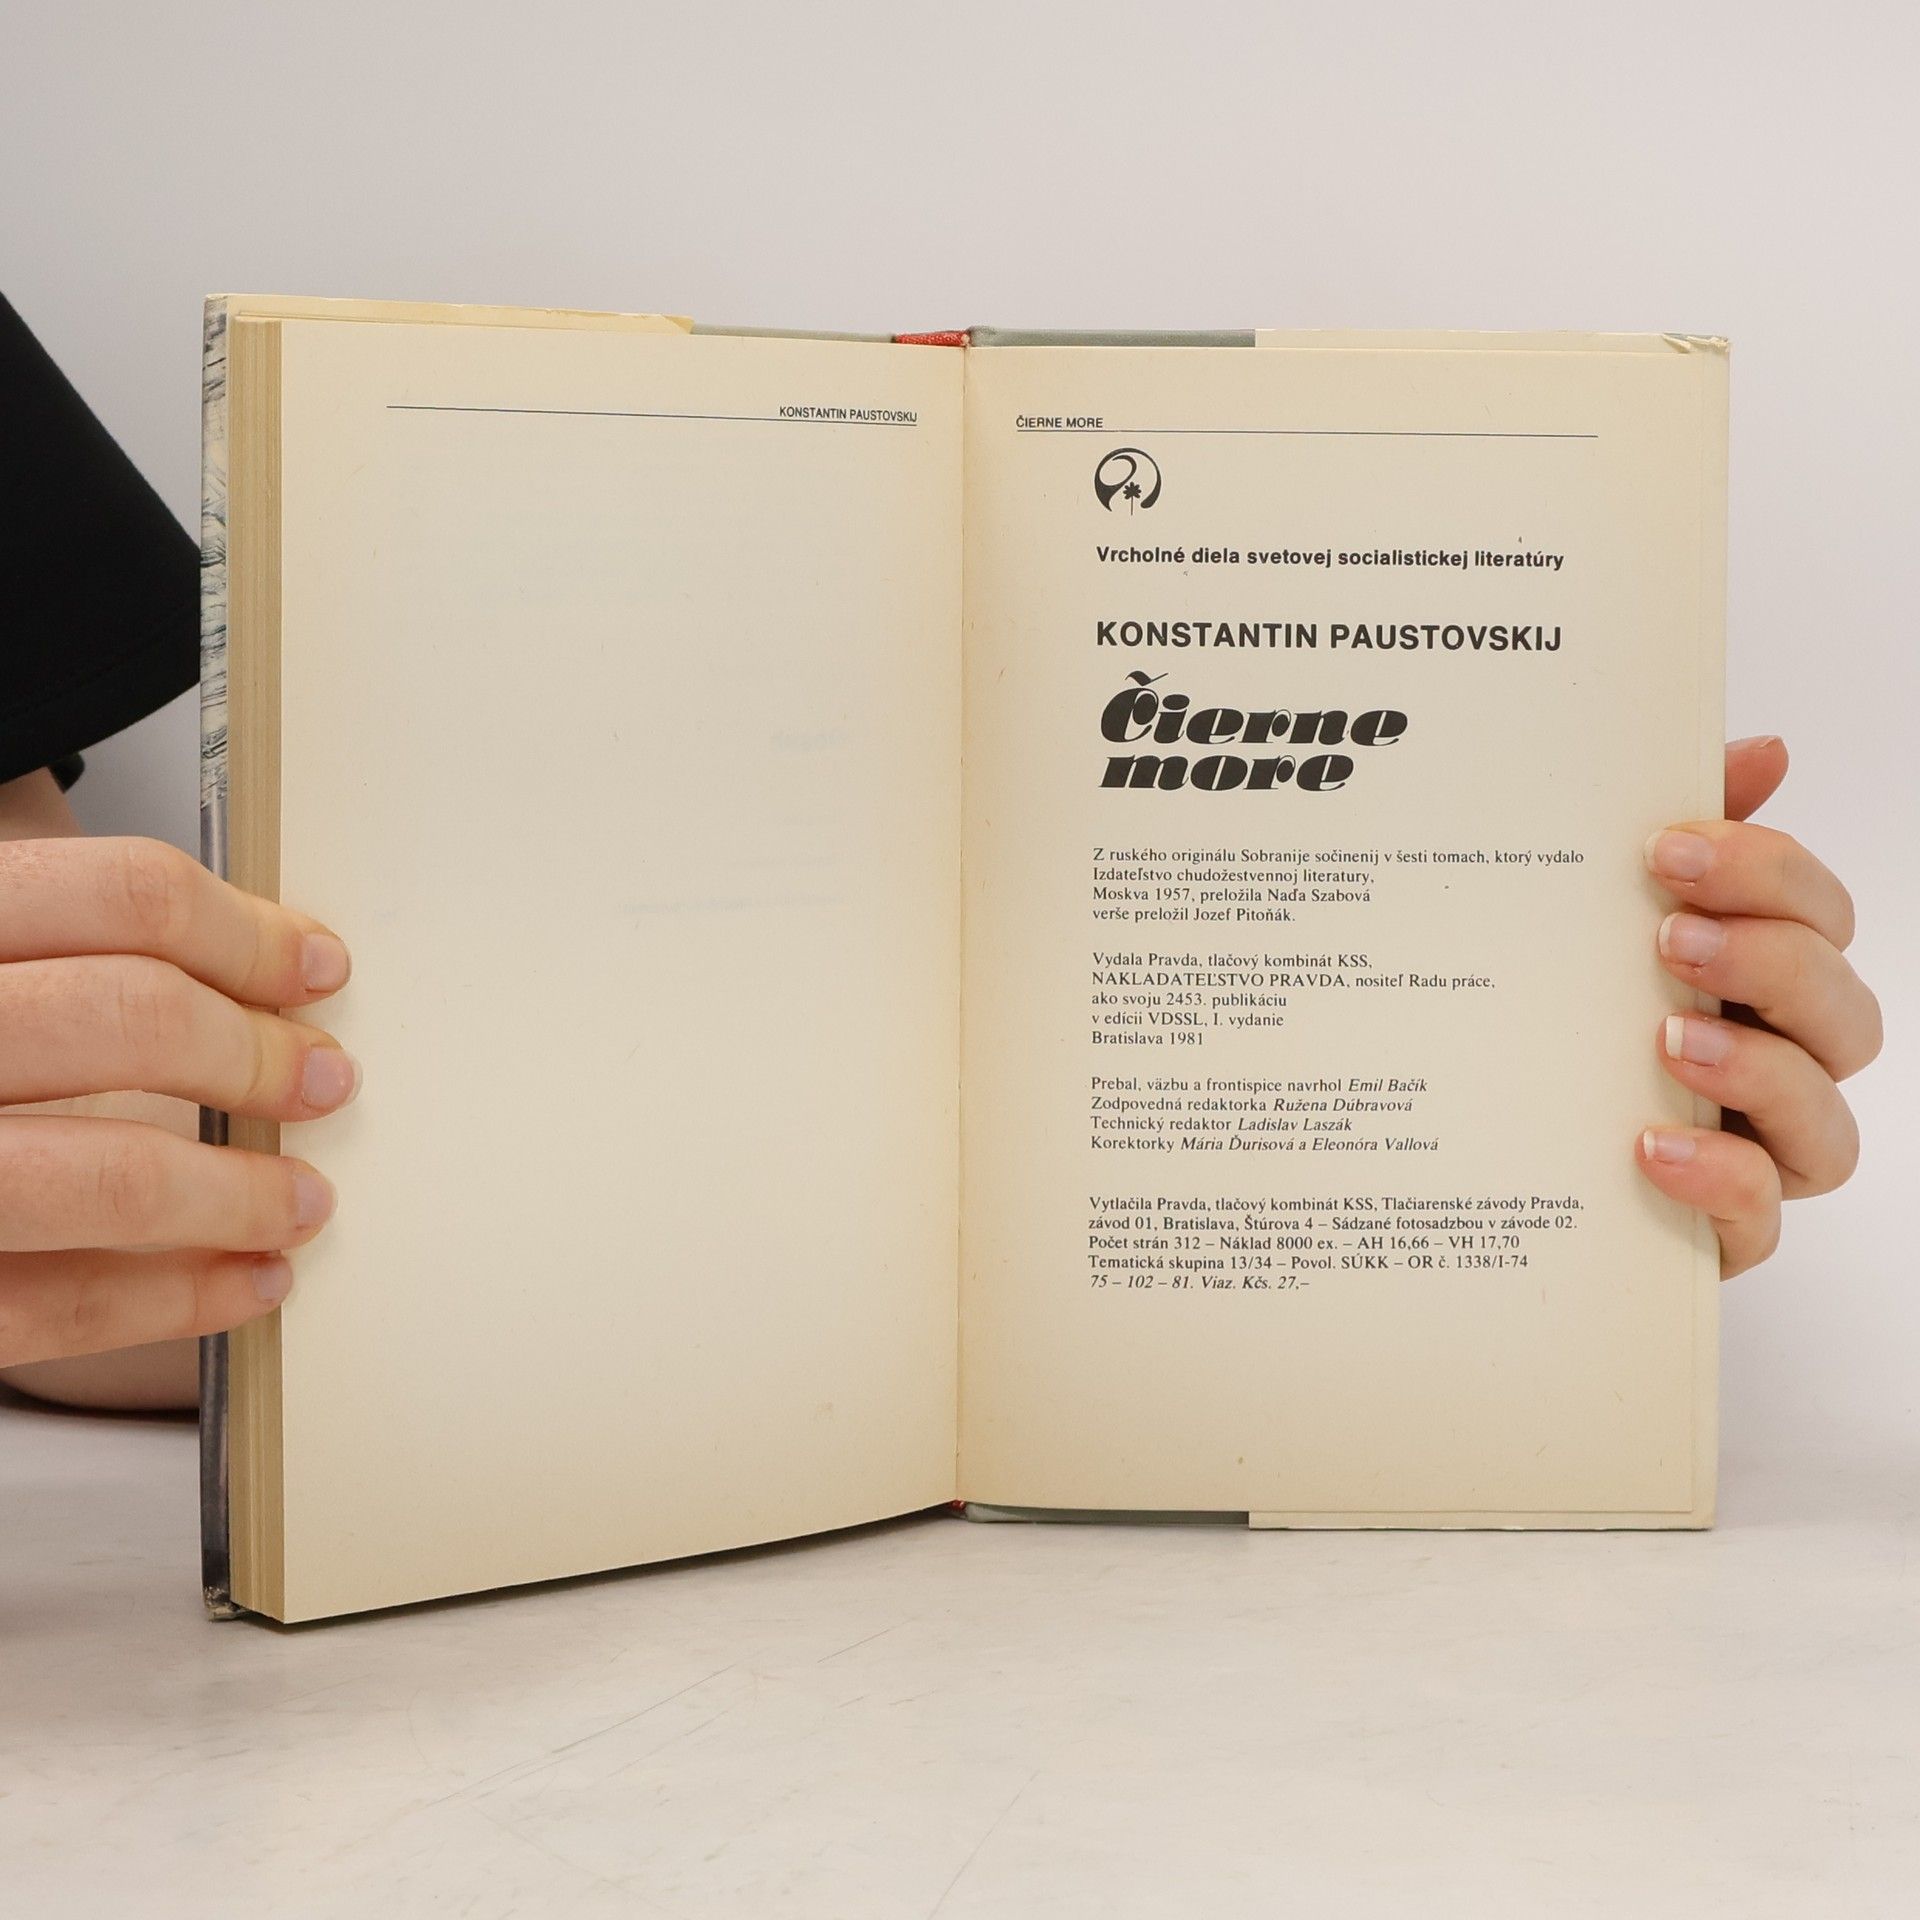 KONSTANTIN PAUSTOVSKIJ
ČIERNE MORE
Vrcholné diela svetovej socialistickej literatúry
KONSTANTIN PAUSTOVSKIJ
Čierne
more
Z ruského originálu Sobranije sočinenij v šesti tomach, ktorý vydalo
Izdateľstvo chudožestvennoj literatury,
Moskva 1957, preložila Naďa Szabová
verše preložil Jozef Pitoňák.
Vydala Pravda, tlačový kombinát KSS,
NAKLADATEĽSTVO PRAVDA, nositeľ Radu práce,
ako svoju 2453. publikáciu
v edícii VDSSL, I. vydanie
Bratislava 1981
Prebal, väzbu a frontispice navrhol Emil Bačík
Zodpovedná redaktorka Ružena Dúbravová
Technický redaktor Ladislav Laszák
Korektorky Mária Ďurisová a Eleonóra Vallová
Vytlačila Pravda, tlačový kombinát KSS, Tlačiarenské závody Pravda,
závod 01, Bratislava, Štúrova 4 – Sádzané fotosadzbou v závode 02.
Počet strán 312 – Náklad 8000 ex. – AH 16,66 – VH 17,70
Tematická skupina 13/34 – Povol. SÚKK – OR č. 1338/I-74
75 – 102 – 81. Viaz. Kčs. 27,–